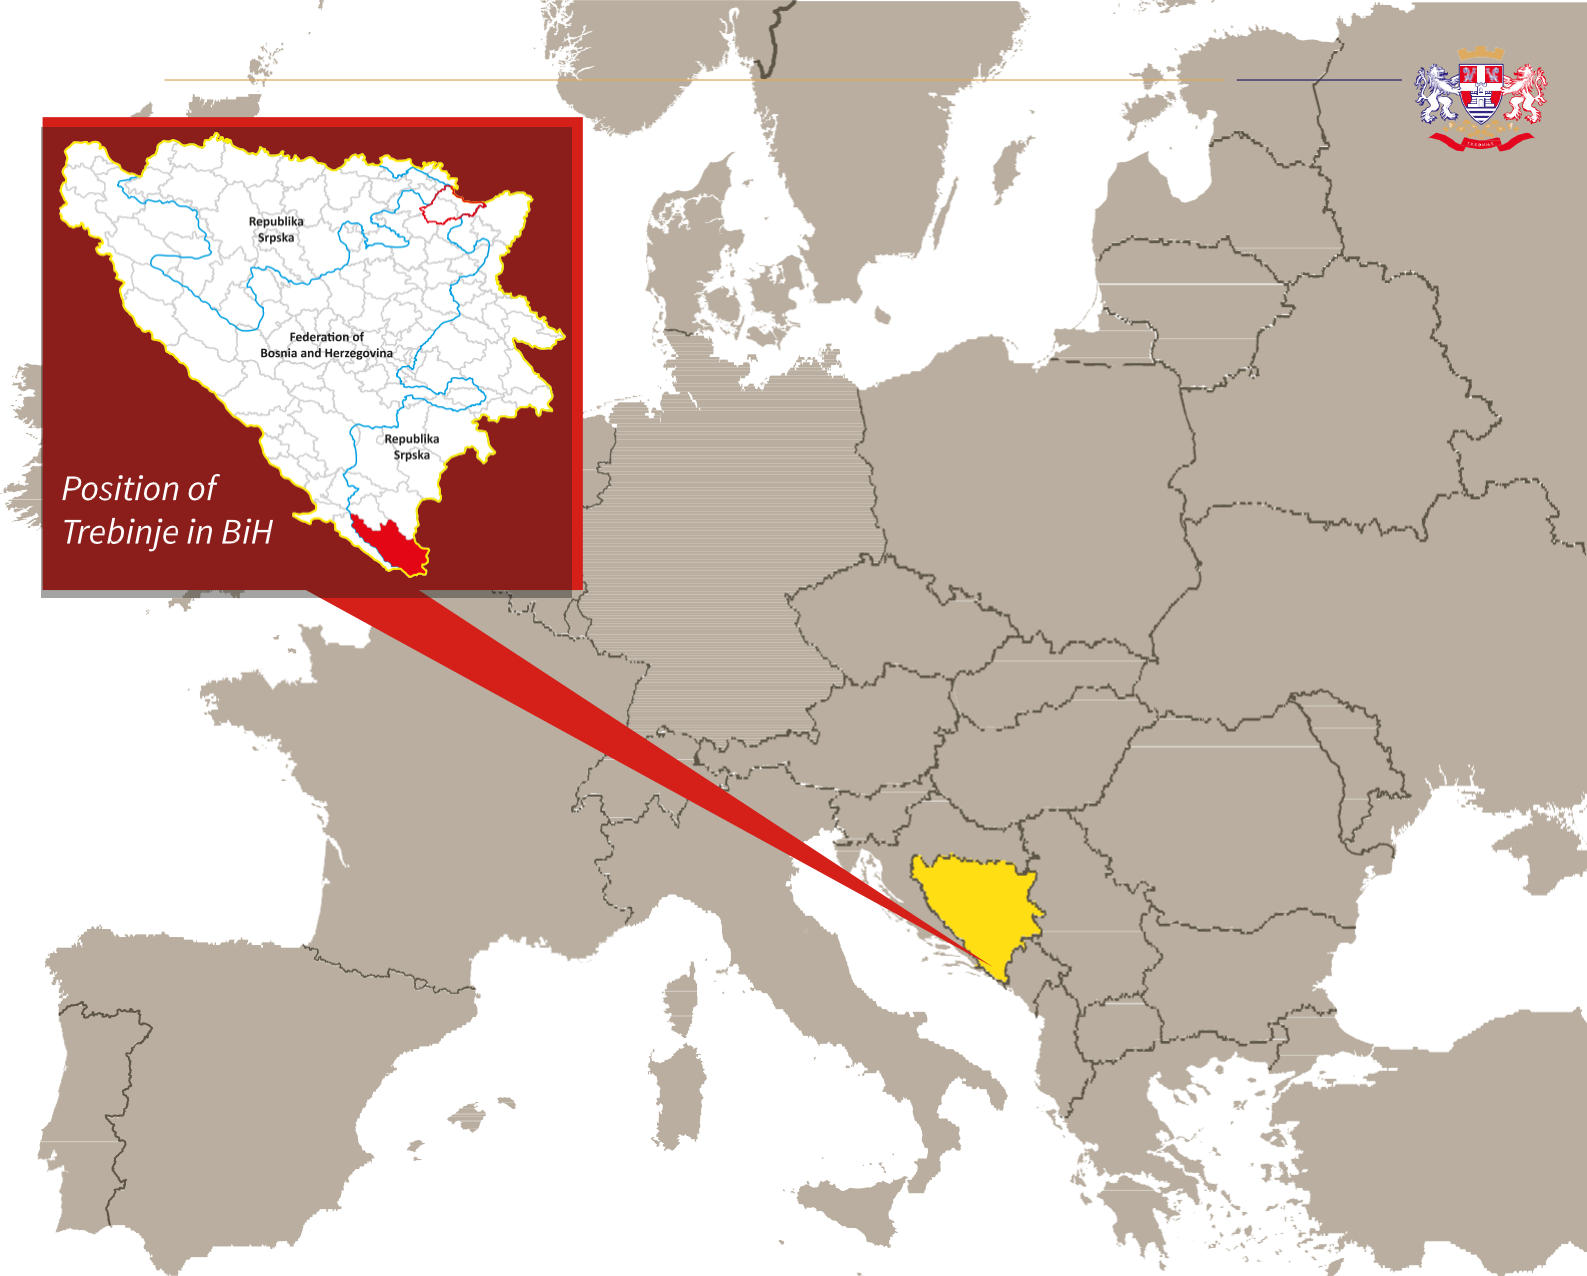 Republika
Srpska
Federation of
Bosnia and Herzegovina
Republika
Srpska
Position of
Trebinje in BiH